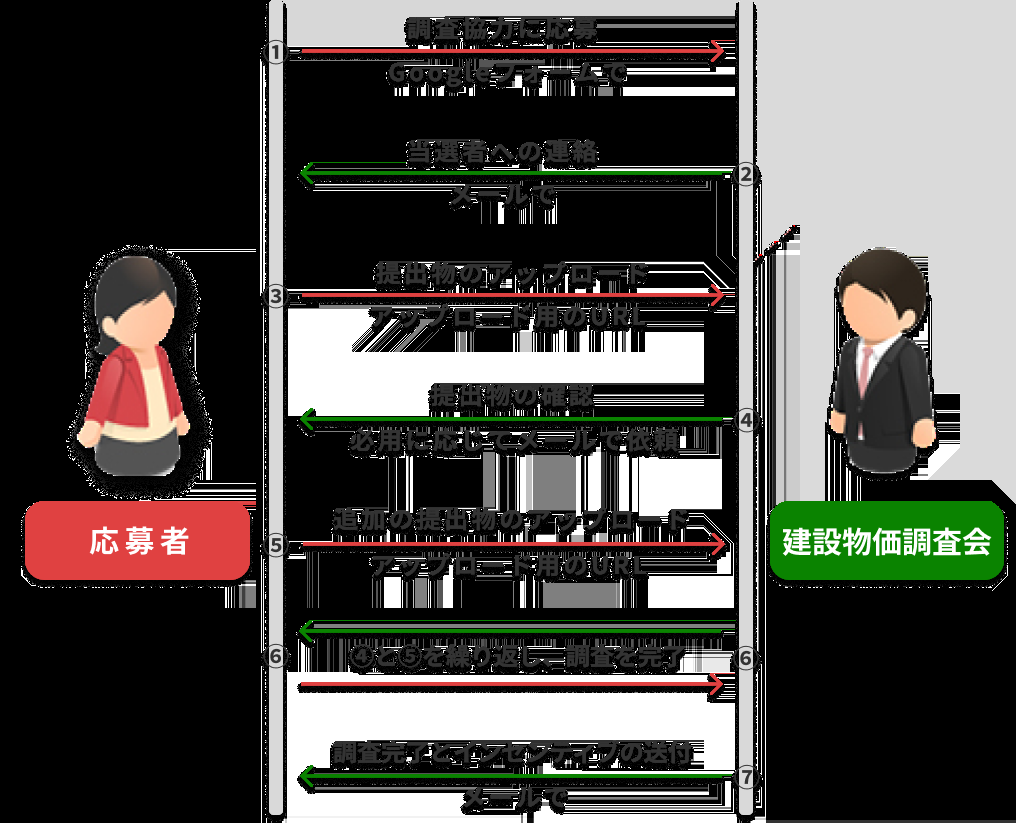 調査協力に応募
①
Googleフォームで
当選者への連絡
②
メールで
提出物のアップロード
③
アップロード用のURL
提出物の確認
④
必用に応じてメールで依頼
追加の提出物のアップロード
⑤
アップロード用のURL
応募者
建設物価調査会
⑥
④と⑤を繰り返し、調査を完了
⑥
調査完了とインセンティブの送付
⑦
メールで